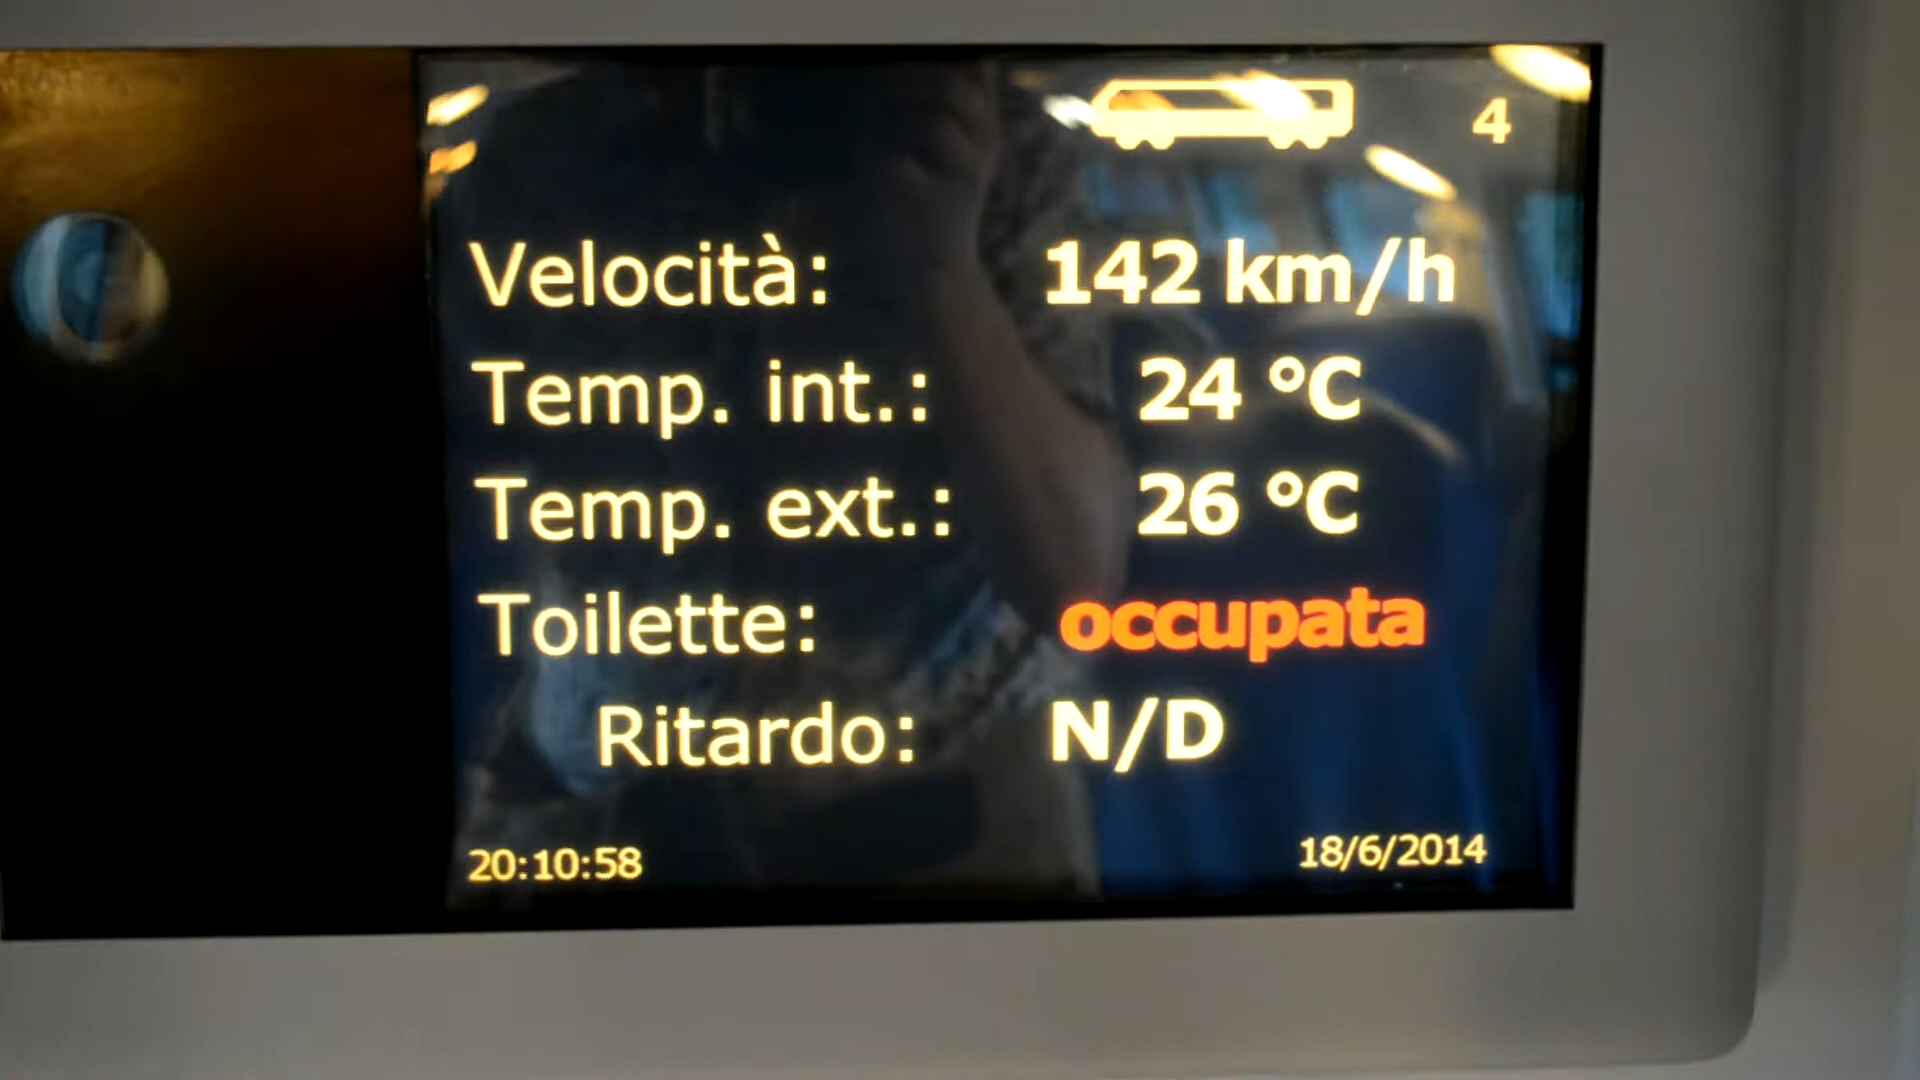 4
Velocità: 142 km/h
Temp. int.: 24 °C
Temp. ext.: 26 °C
Toilette: occupata
Ritardo: N/D
20:10:58 18/6/2014